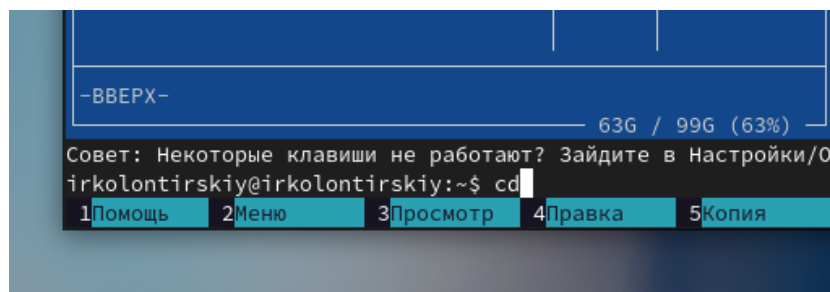 -ВВЕРХ-
63G / 99G (63%)
Совет: Некоторые клавиши не работают? Зайдите в Настройки/О
irkolontirskiy@irkolontirskiy:~$ cd
1Помощь 2Меню 3Просмотр 4Правка 5Копия